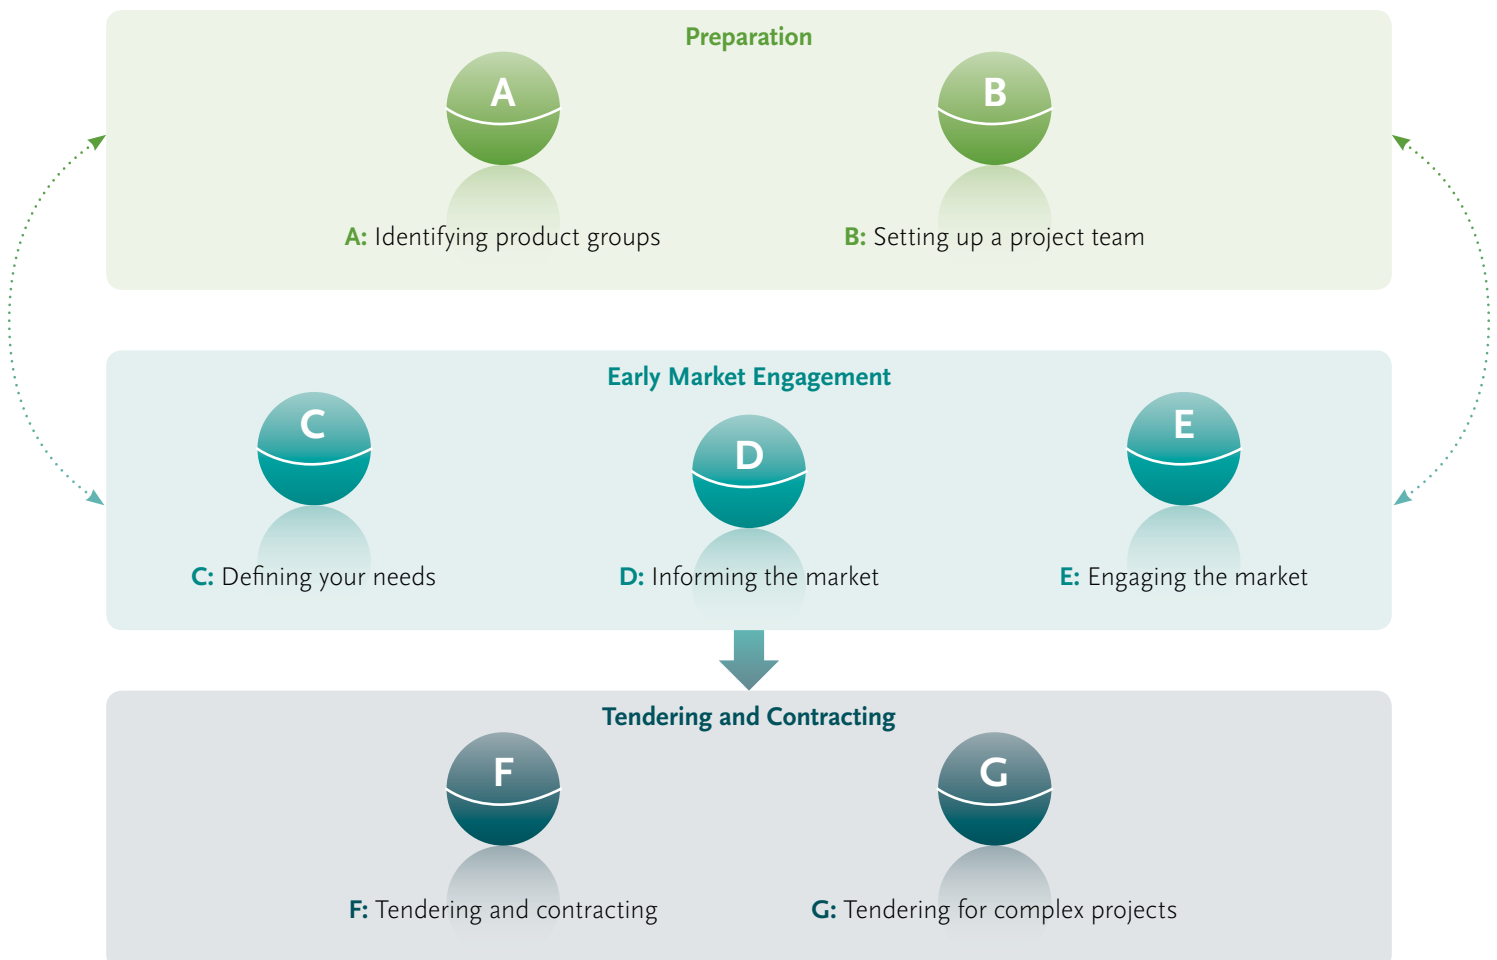 Preparation
A
B
A: Identifying product groups
B: Setting up a project team
Early Market Engagement
C
D
E
C: Defining your needs
D: Informing the market
E: Engaging the market
Tendering and Contracting
F
G
F: Tendering and contracting
G: Tendering for complex projects